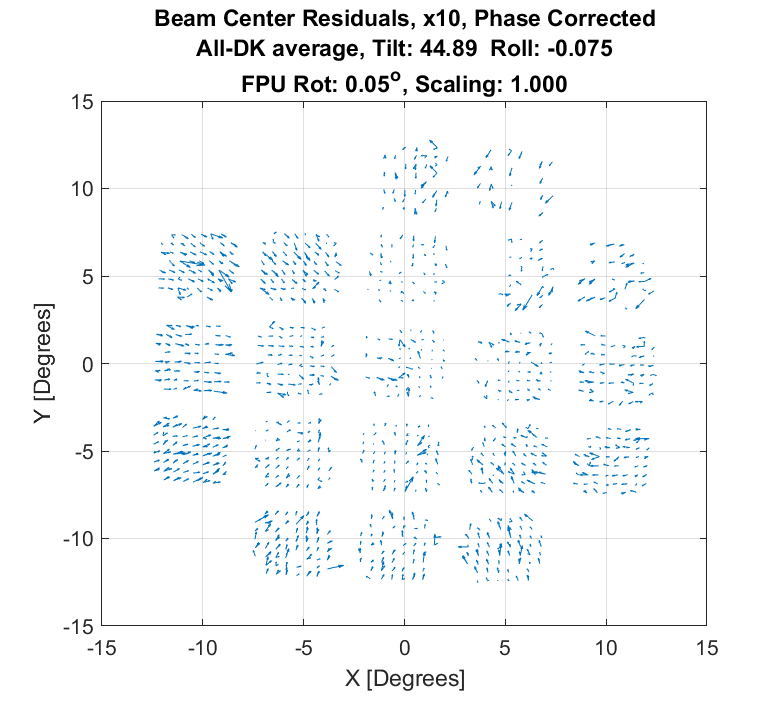 Beam Center Residuals, x10, Phase Corrected
All-DK average, Tilt: 44.89  Roll: -0.075
FPU Rot: 0.05°, Scaling: 1.000
15
10
5
0
-5
-10
-15
Y [Degrees]
-15 -10 -5 0 5 10 15
X [Degrees]